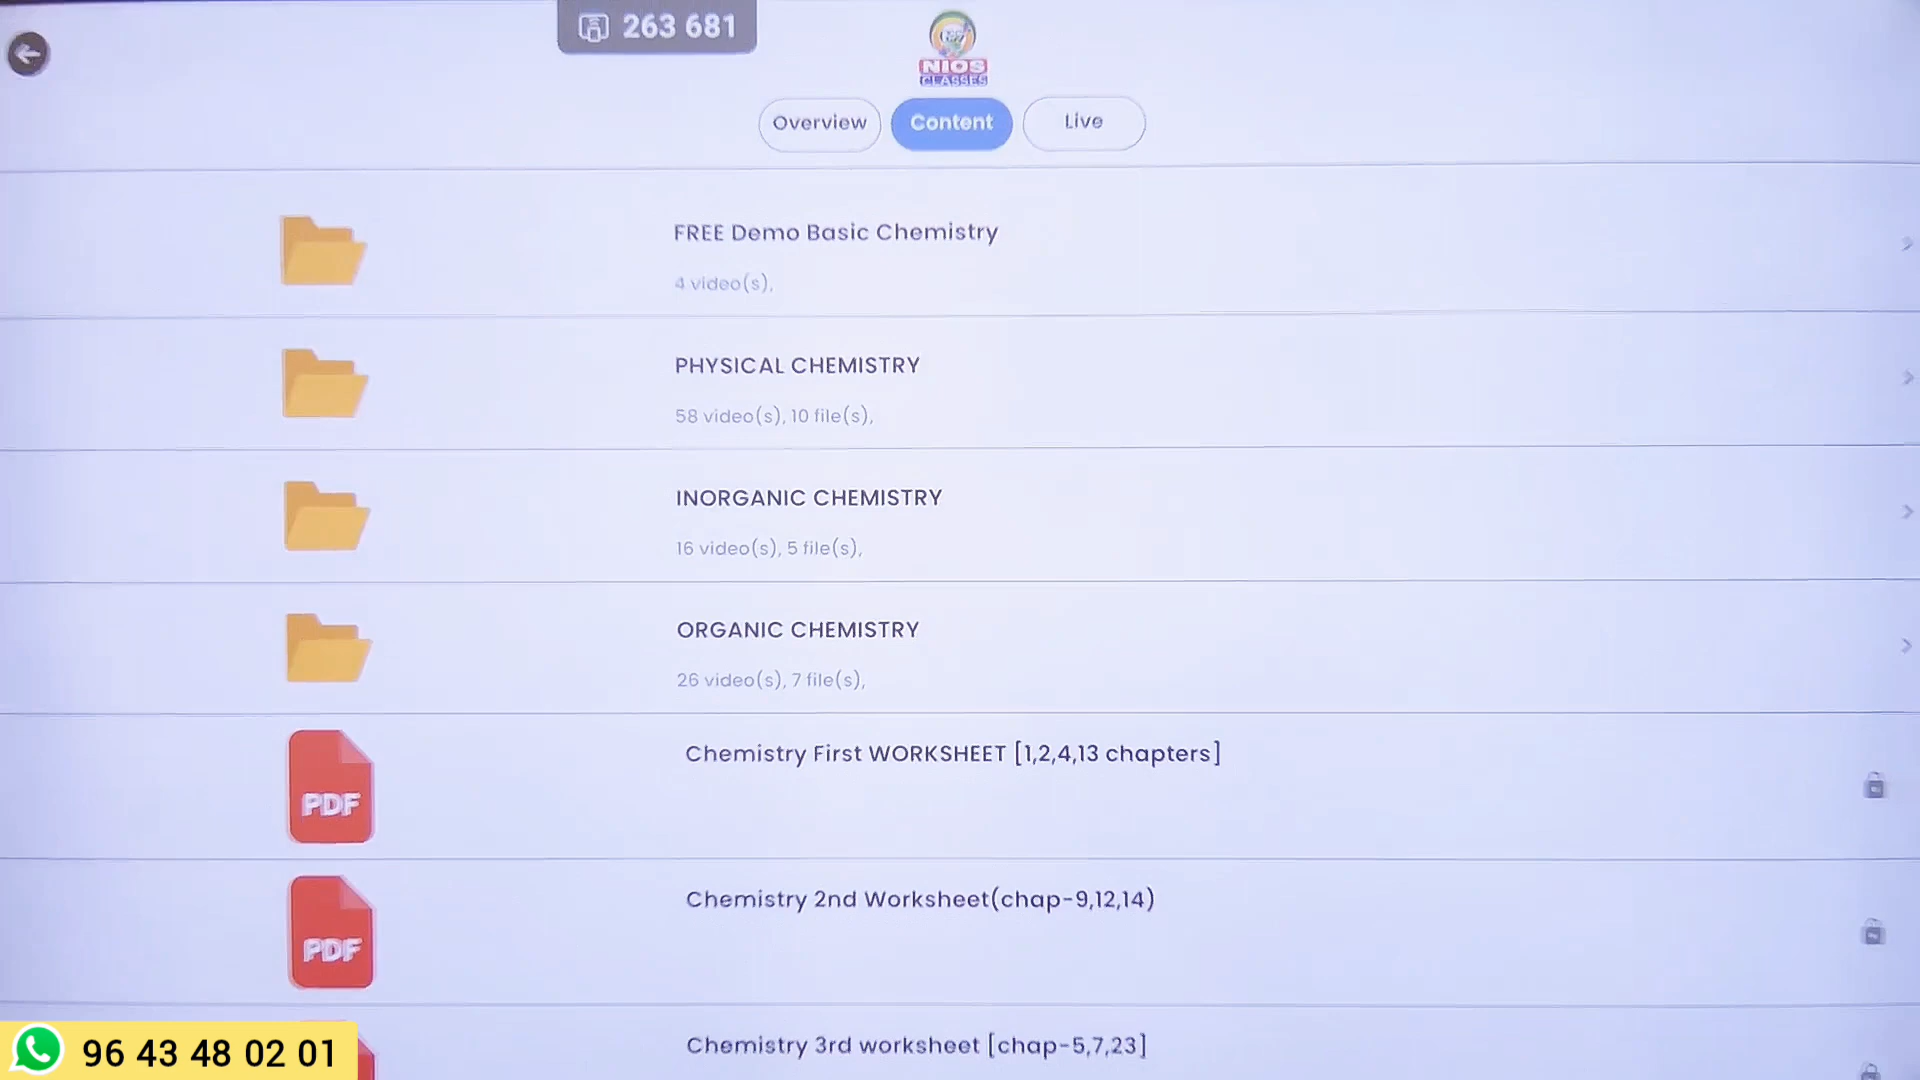 263 681
NIOS
CLASSES
Overview
Content
Live
FREE Demo Basic Chemistry
4 video(s),
PHYSICAL CHEMISTRY
58 video(s), 10 file(s),
INORGANIC CHEMISTRY
16 video(s), 5 file(s),
ORGANIC CHEMISTRY
26 video(s), 7 file(s),
PDF
Chemistry First WORKSHEET [1,2,4,13 chapters]
PDF
Chemistry 2nd Worksheet(chap-9,12,14)
Chemistry 3rd worksheet [chap-5,7,23]
96 43 48 02 01